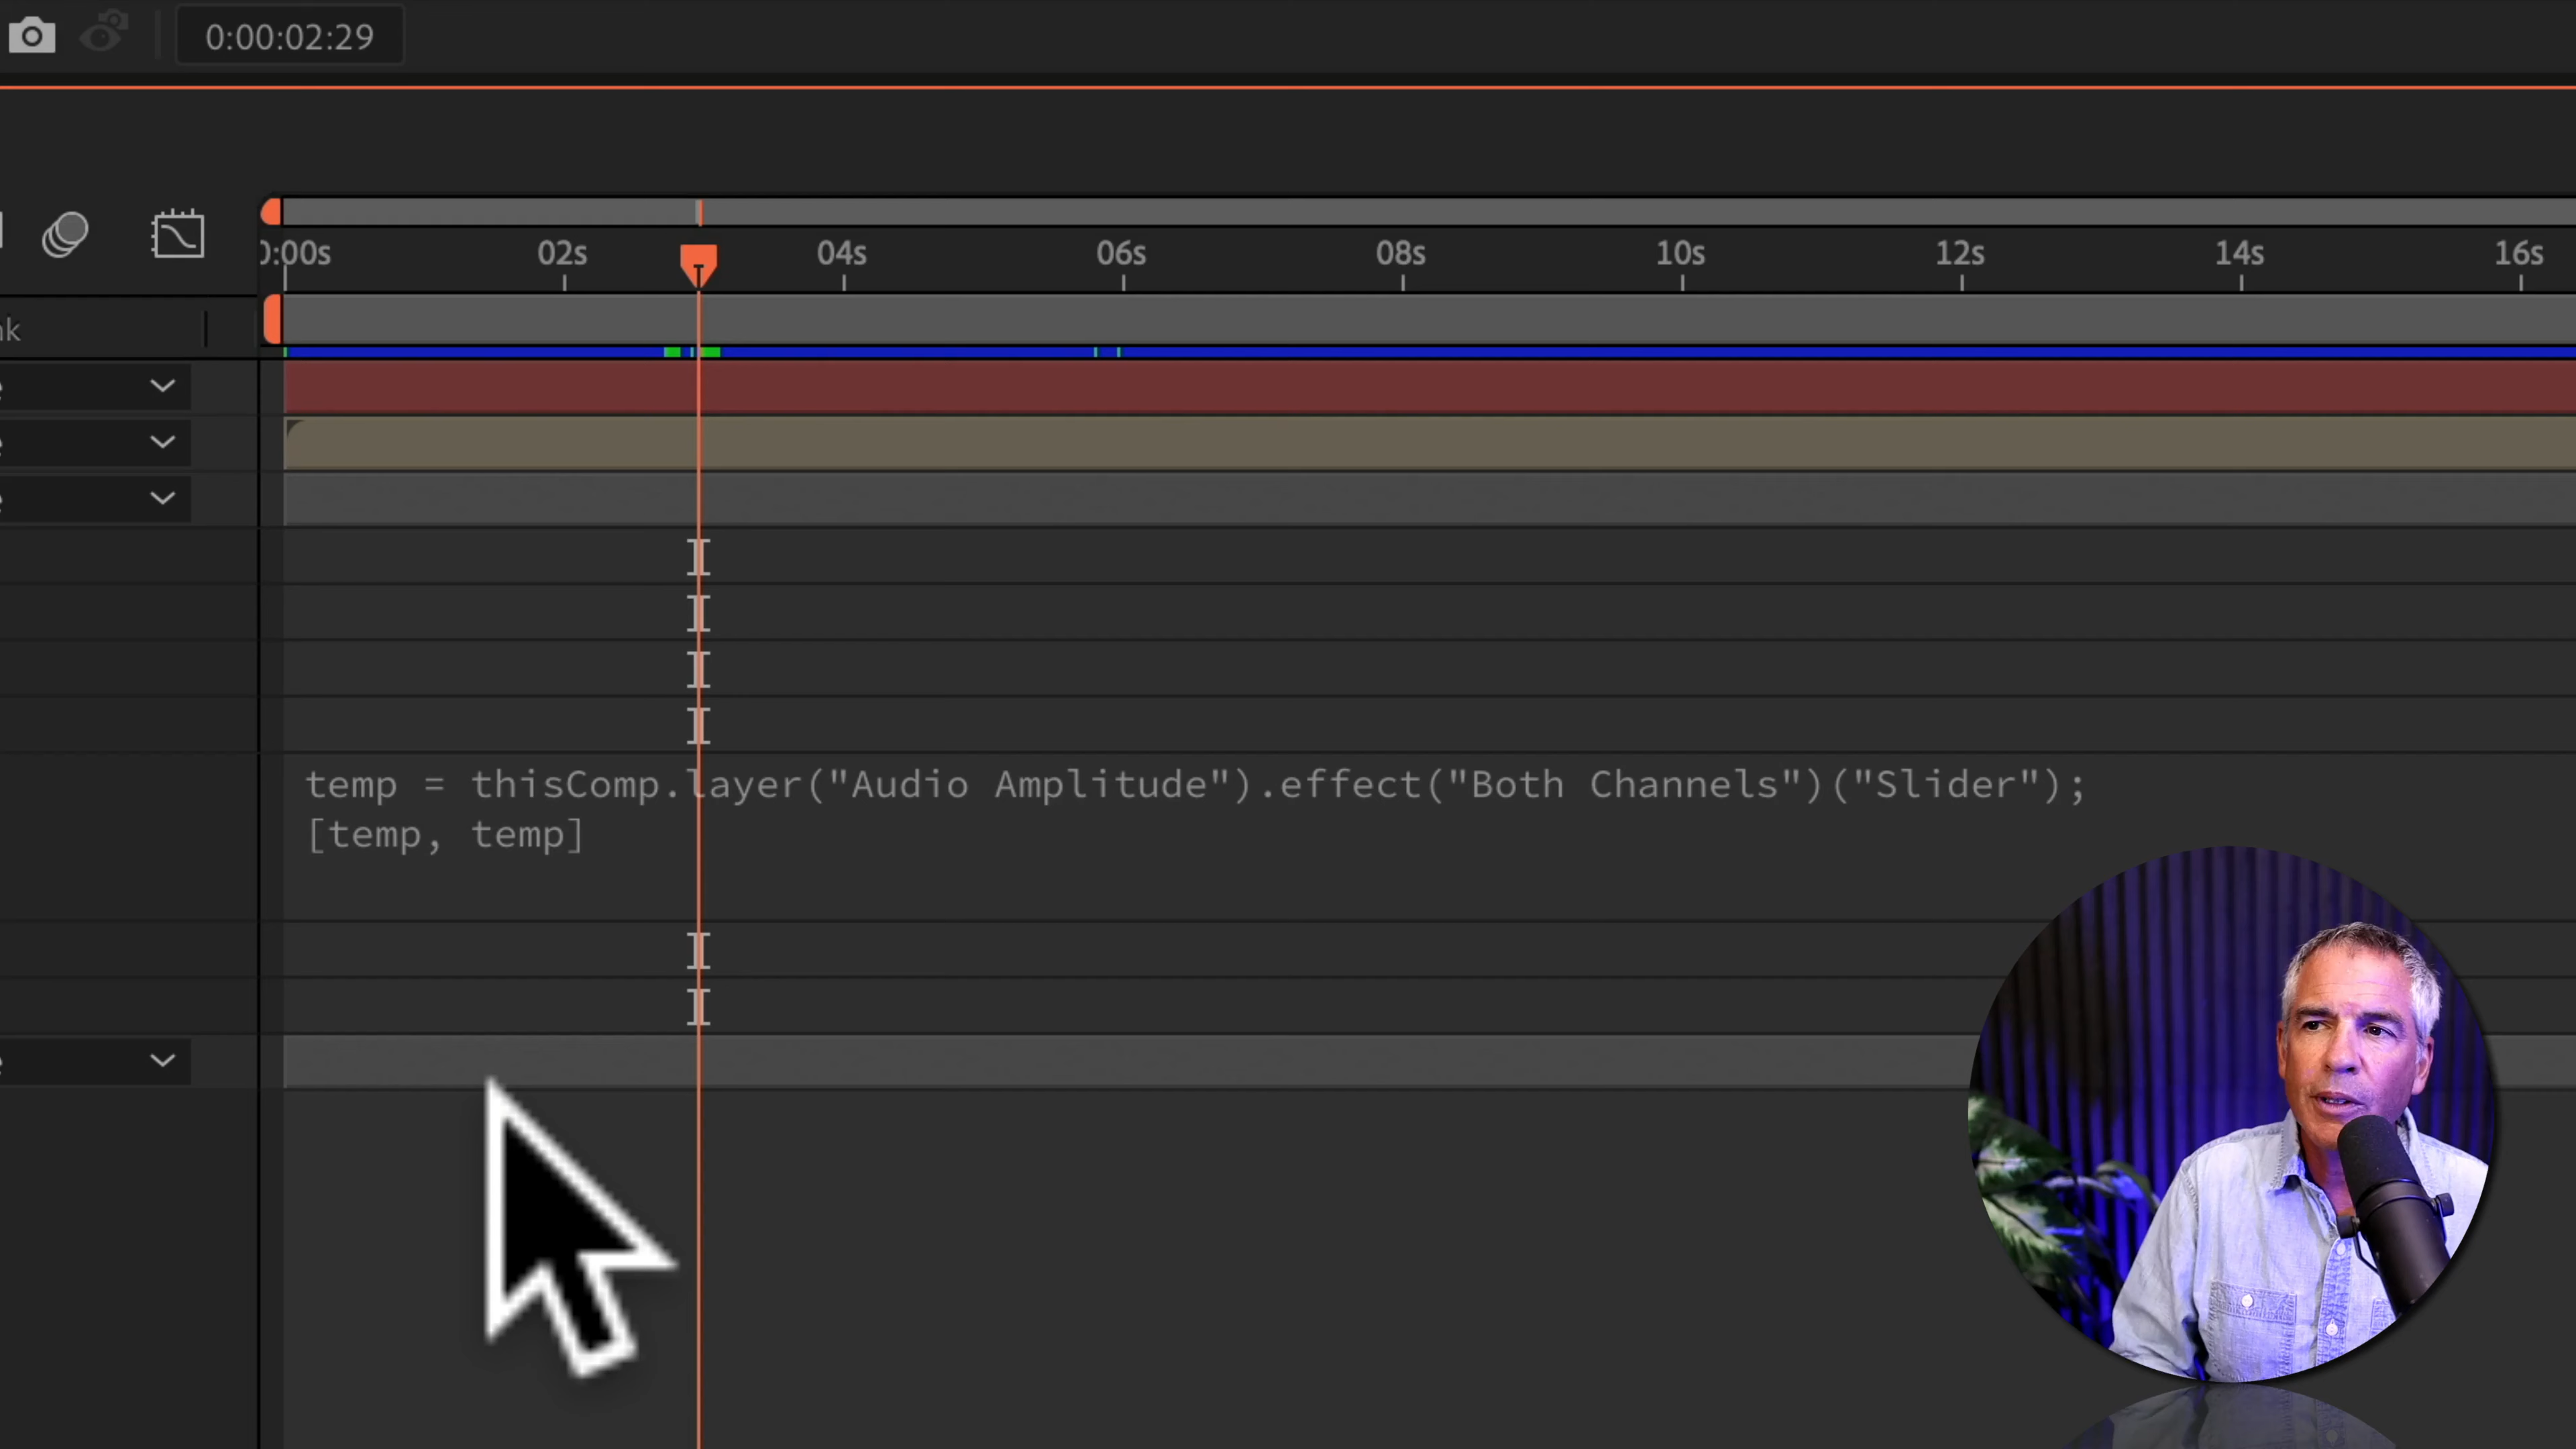 0:00:02:29
0:00s 02s 04s 06s 08s 10s 12s 14s 16s
temp = thisComp.layer("Audio Amplitude").effect("Both Channels")("Slider");
[temp, temp]